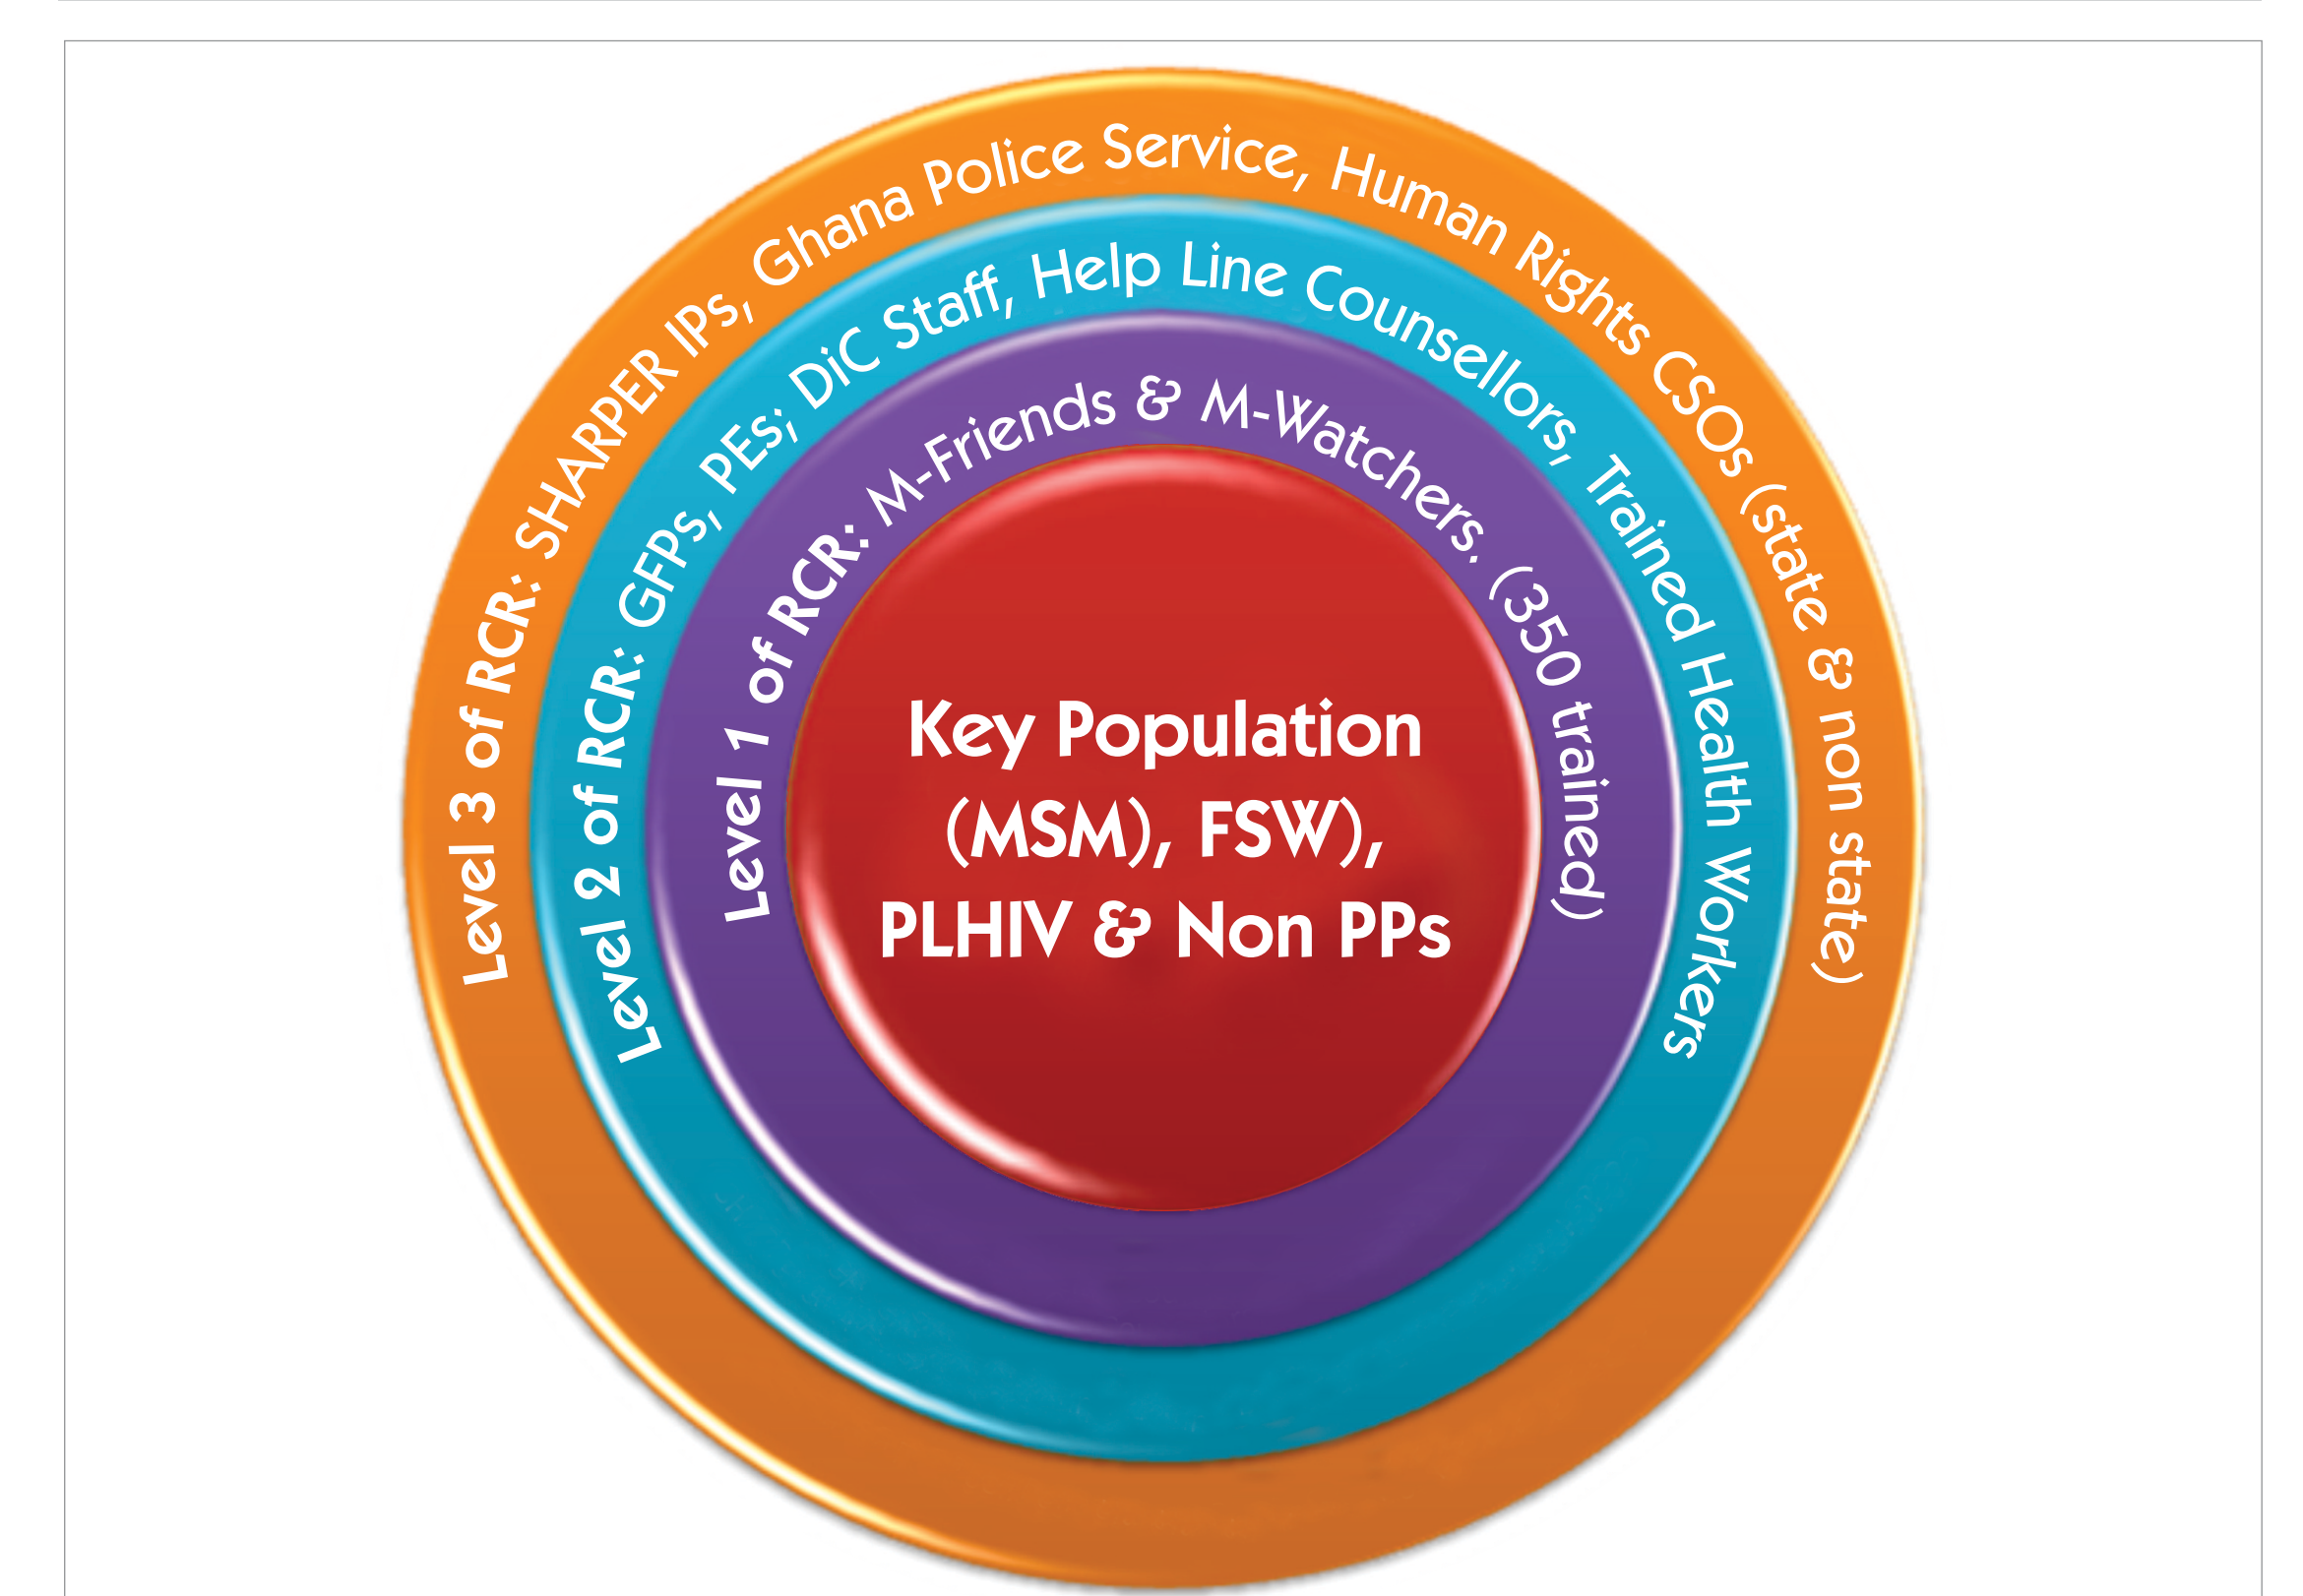 Level 3 of RCR: SHARPER IIPs, Ghana Police Service, Human Rights CSOs (state & non state)
Level 2 of RCR: GFPs, PEs; DiC Staff, Help Line Counsellors, Trained Health Workers
Level 1 of RCR: M-Friends & M-Watchers. (350 trained)
Key Population
(MSM), FSW),
PLHIV & Non PPs